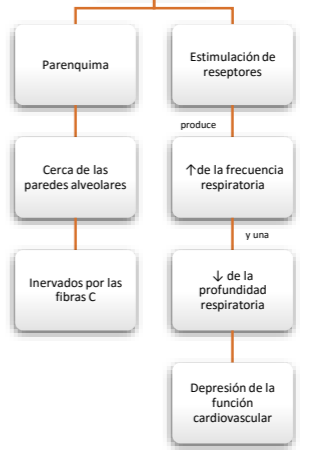 Parenquima
Cerca de las
paredes alveolares
Inervados por las
fibras C
Estimulación de
reseptores
produce
↑de la frecuencia
respiratoria
y una
↓ de la
profundidad
respiratoria
Depresión de la
función
cardiovascular